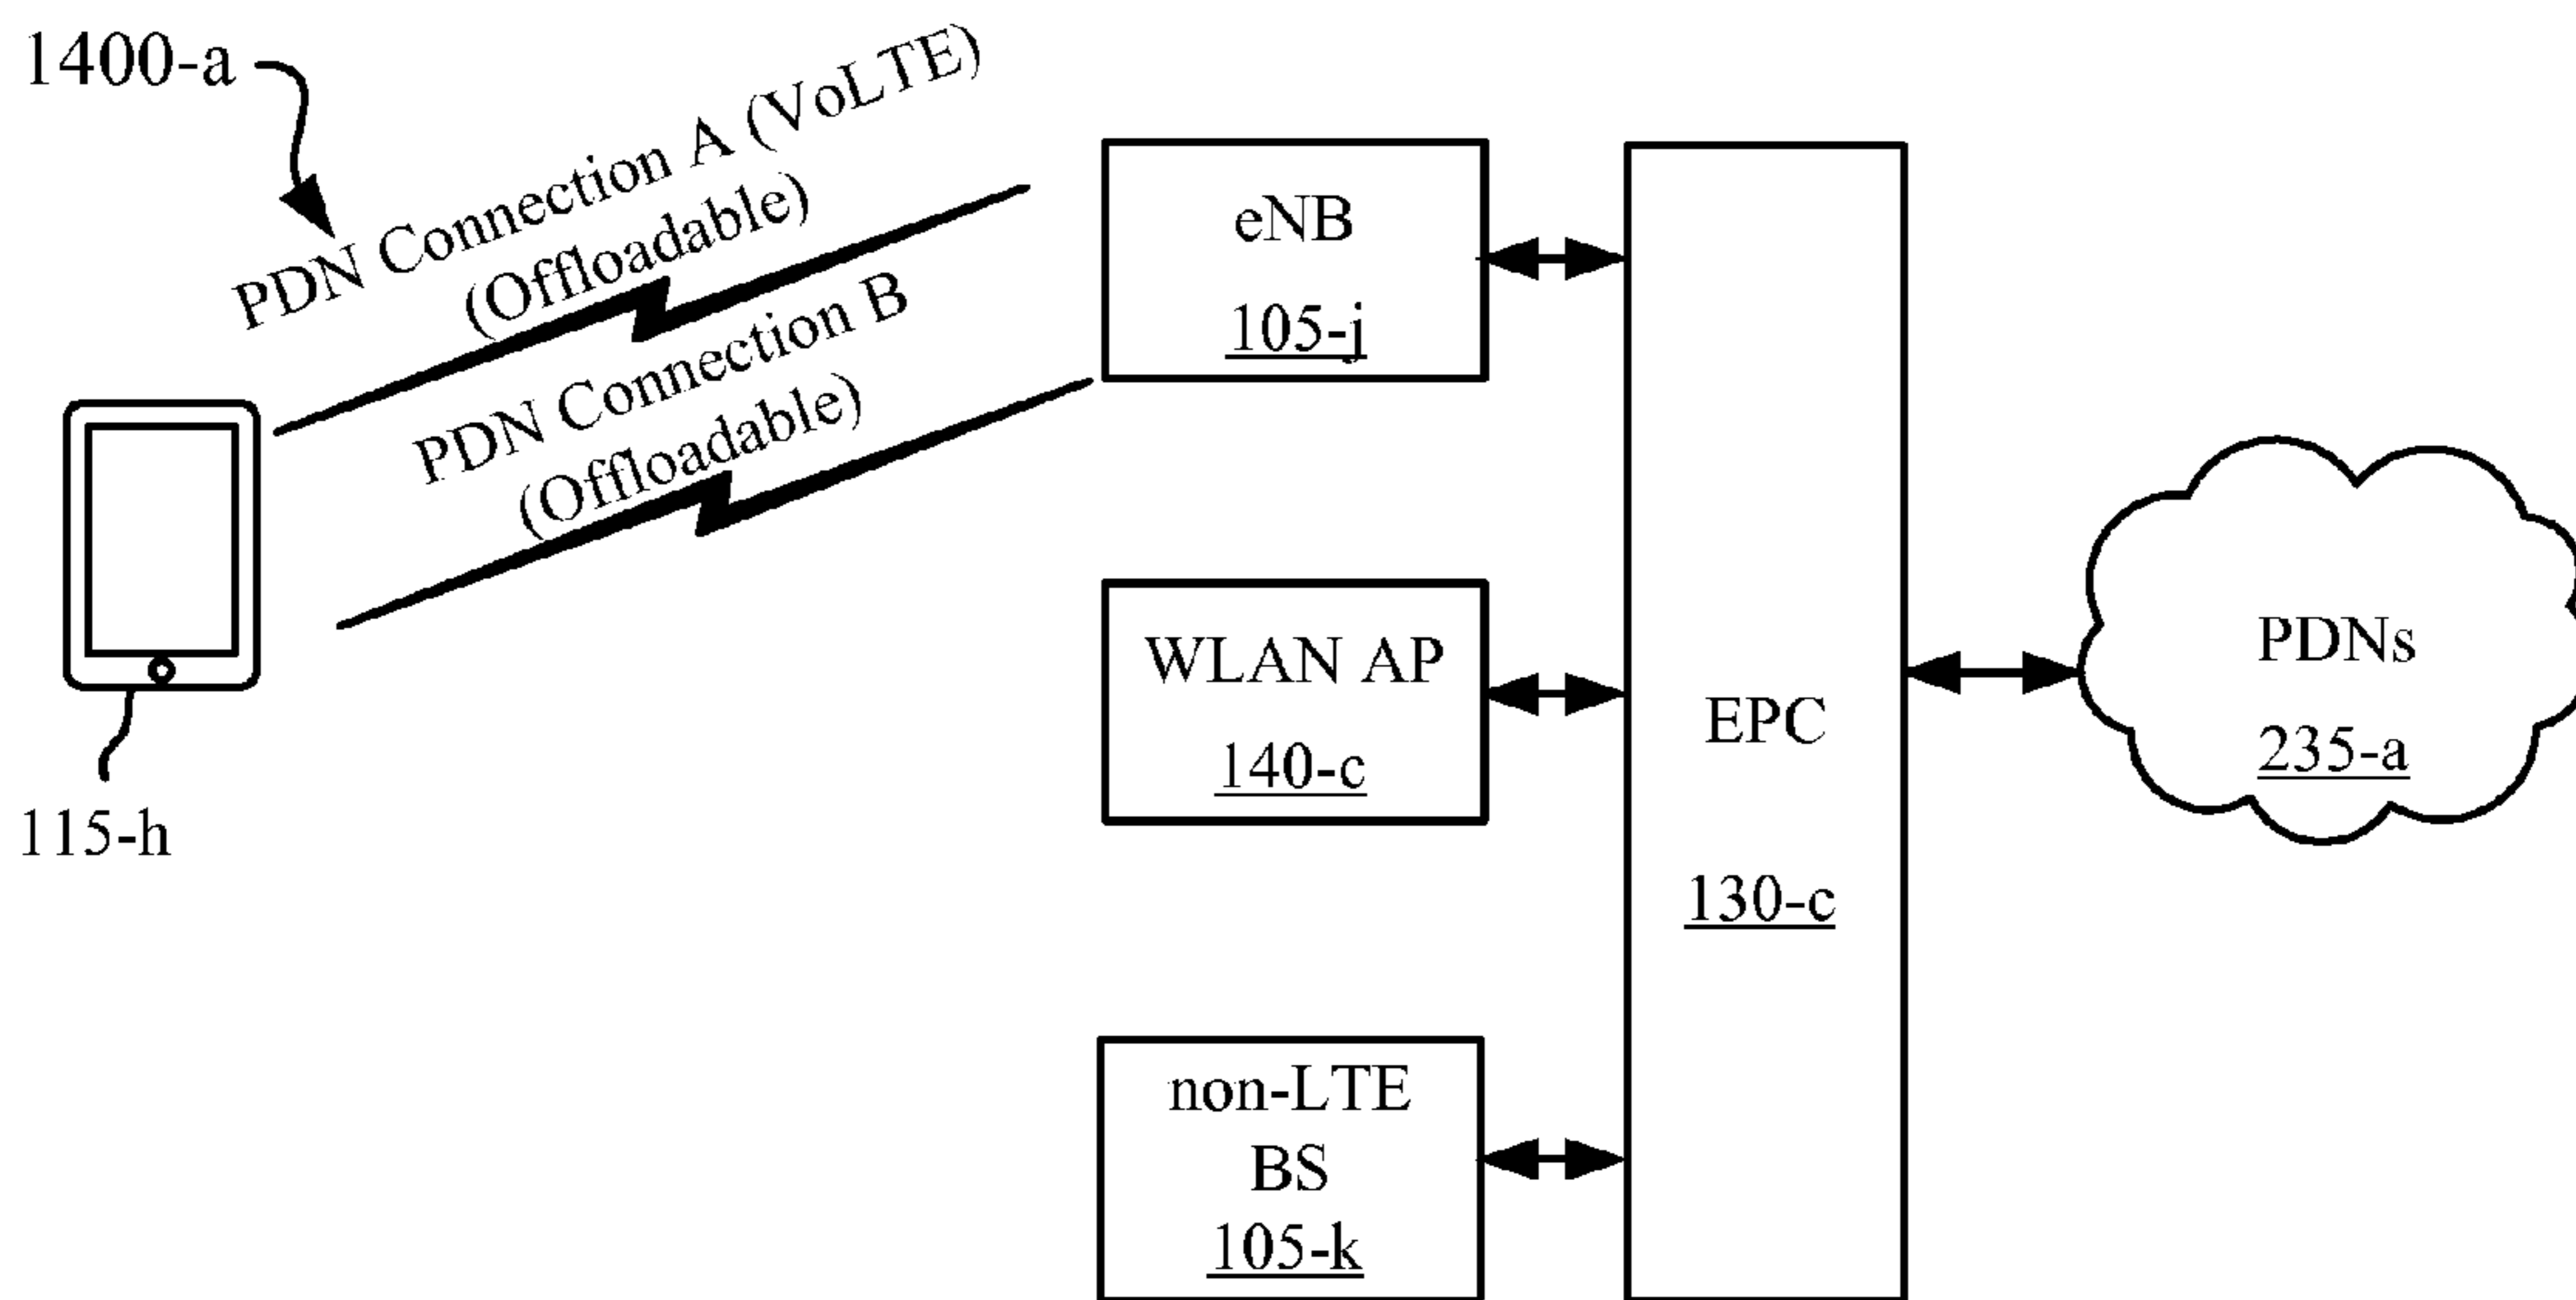 1400-a
PDN Connection A (VoLTE)
(Offloadable)
PDN Connection B
(Offloadable)
115-h
eNB
105-j
WLAN AP
140-c
non-LTE
BS
105-k
EPC
130-c
PDNs
235-a